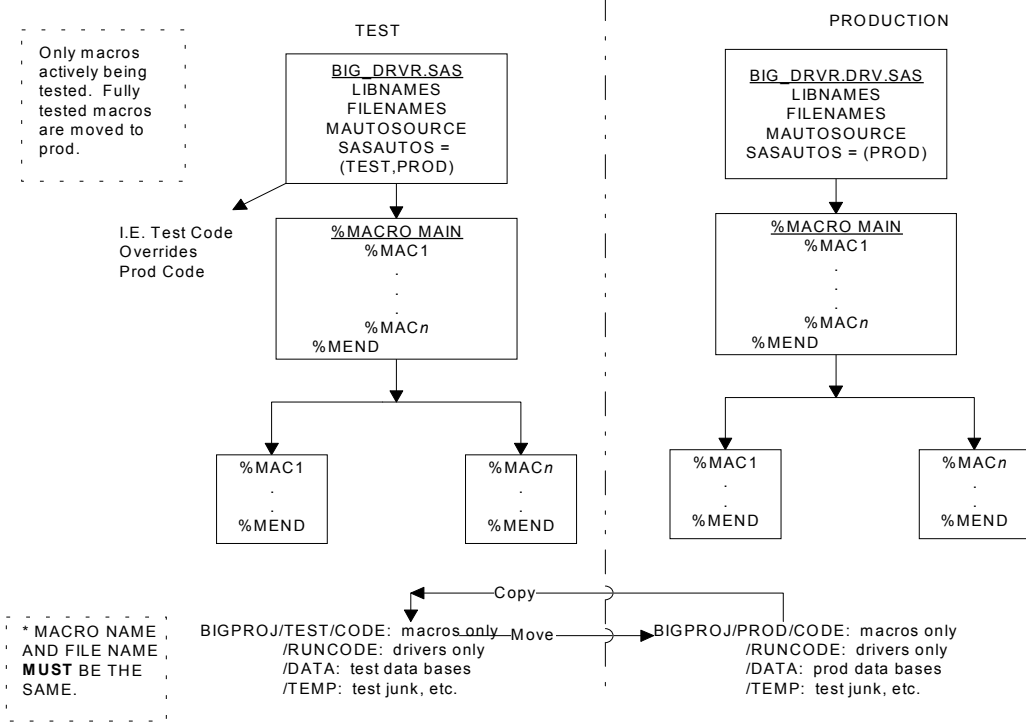 TEST
PRODUCTION
Only macros
actively being
tested. Fully
tested macros
are moved to
prod.
BIG_DRVR.SAS
LIBNAMES
FILENAMES
MAUTOSOURCE
SASAUTOS =
(TEST,PROD)
BIG_DRVR.DRV.SAS
LIBNAMES
FILENAMES
MAUTOSOURCE
SASAUTOS = (PROD)
I.E. Test Code
Overrides
Prod Code
%MACRO MAIN
%MAC1
.
.
.
%MACn
%MEND
%MACRO MAIN
%MAC1
.
.
.
%MACn
%MEND
%MAC1
.
.
%MEND
%MACn
.
.
%MEND
%MAC1
.
.
%MEND
%MACn
.
.
%MEND
Copy
Move
* MACRO NAME
AND FILE NAME
MUST BE THE
SAME.
BIGPROJ/TEST/CODE: macros only
/RUNCODE: drivers only
/DATA: test data bases
/TEMP: test junk, etc.
BIGPROJ/PROD/CODE: macros only
/RUNCODE: drivers only
/DATA: prod data bases
/TEMP: test junk, etc.